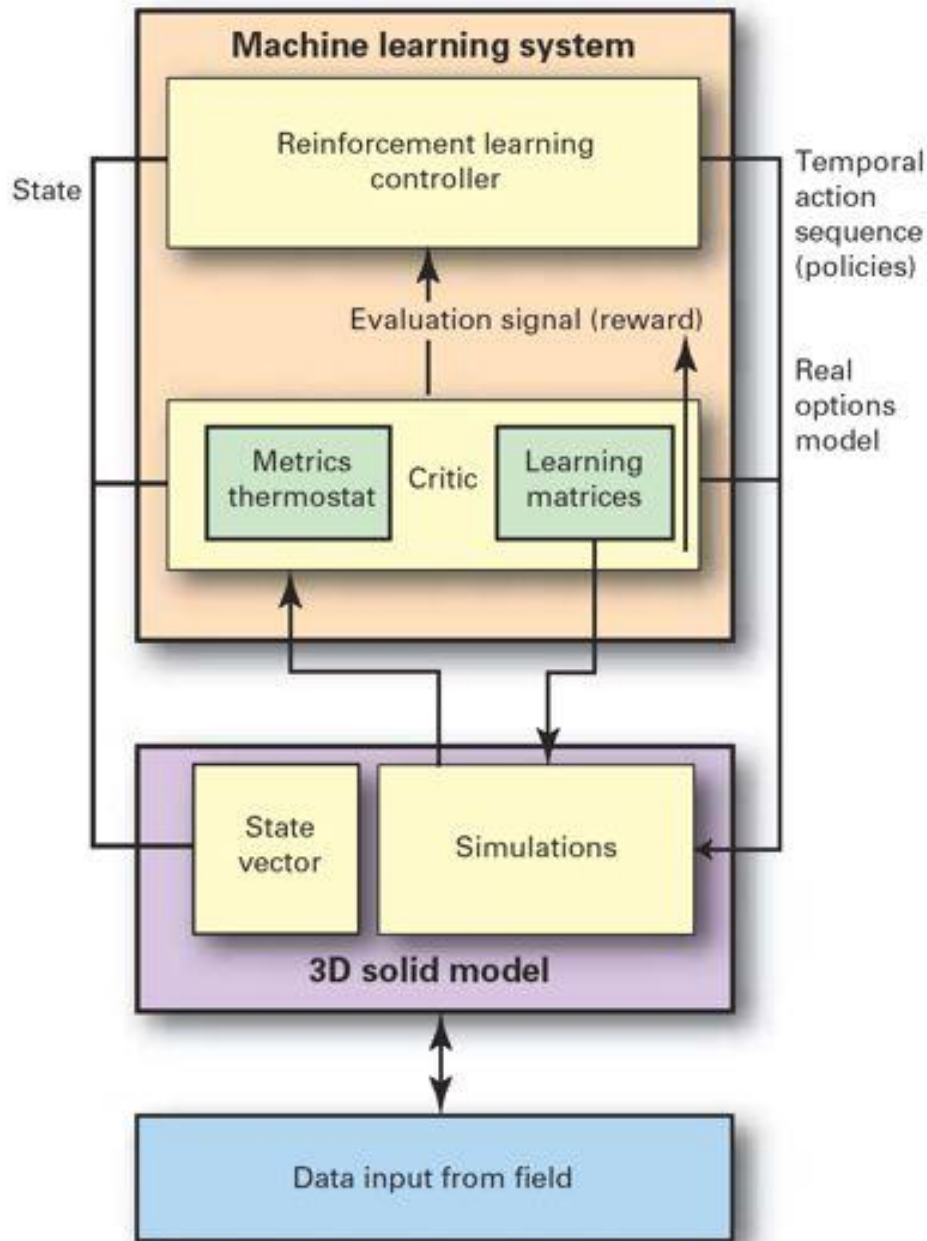 Machine learning system
Reinforcement learning
controller
State
Temporal
action
sequence
(policies)
Evaluation signal (reward)
Real
options
model
Metrics
thermostat
Critic
Learning
matrices
State
vector
Simulations
3D solid model
Data input from field